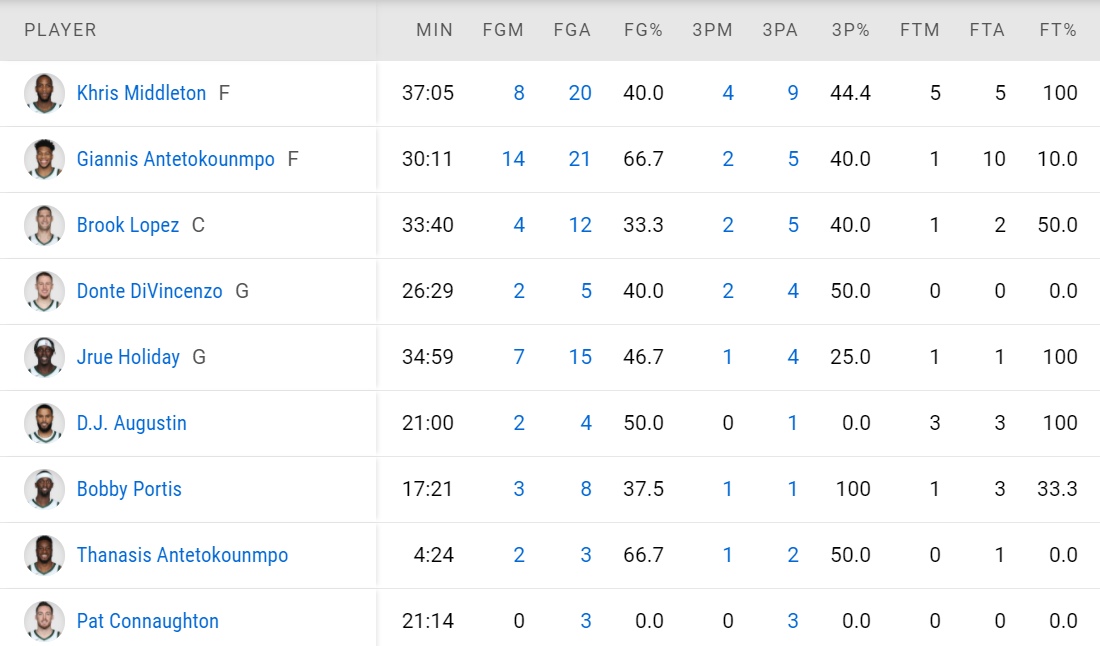 PLAYER MIN FGM FGA FG% 3PM 3PA 3P% FTM FTA FT%
Khris Middleton F 37:05 8 20 40.0 4 9 44.4 5 5 100
Giannis Antetokounmpo F 30:11 14 21 66.7 2 5 40.0 1 10 10.0
Brook Lopez C 33:40 4 12 33.3 2 5 40.0 1 2 50.0
Donte DiVincenzo G 26:29 2 5 40.0 2 4 50.0 0 0 0.0
Jrue Holiday G 34:59 7 15 46.7 1 4 25.0 1 1 100
D.J. Augustin 21:00 2 4 50.0 0 1 0.0 3 3 100
Bobby Portis 17:21 3 8 37.5 1 1 100 1 3 33.3
Thanasis Antetokounmpo 4:24 2 3 66.7 1 2 50.0 0 1 0.0
Pat Connaughton 21:14 0 3 0.0 0 3 0.0 0 0 0.0